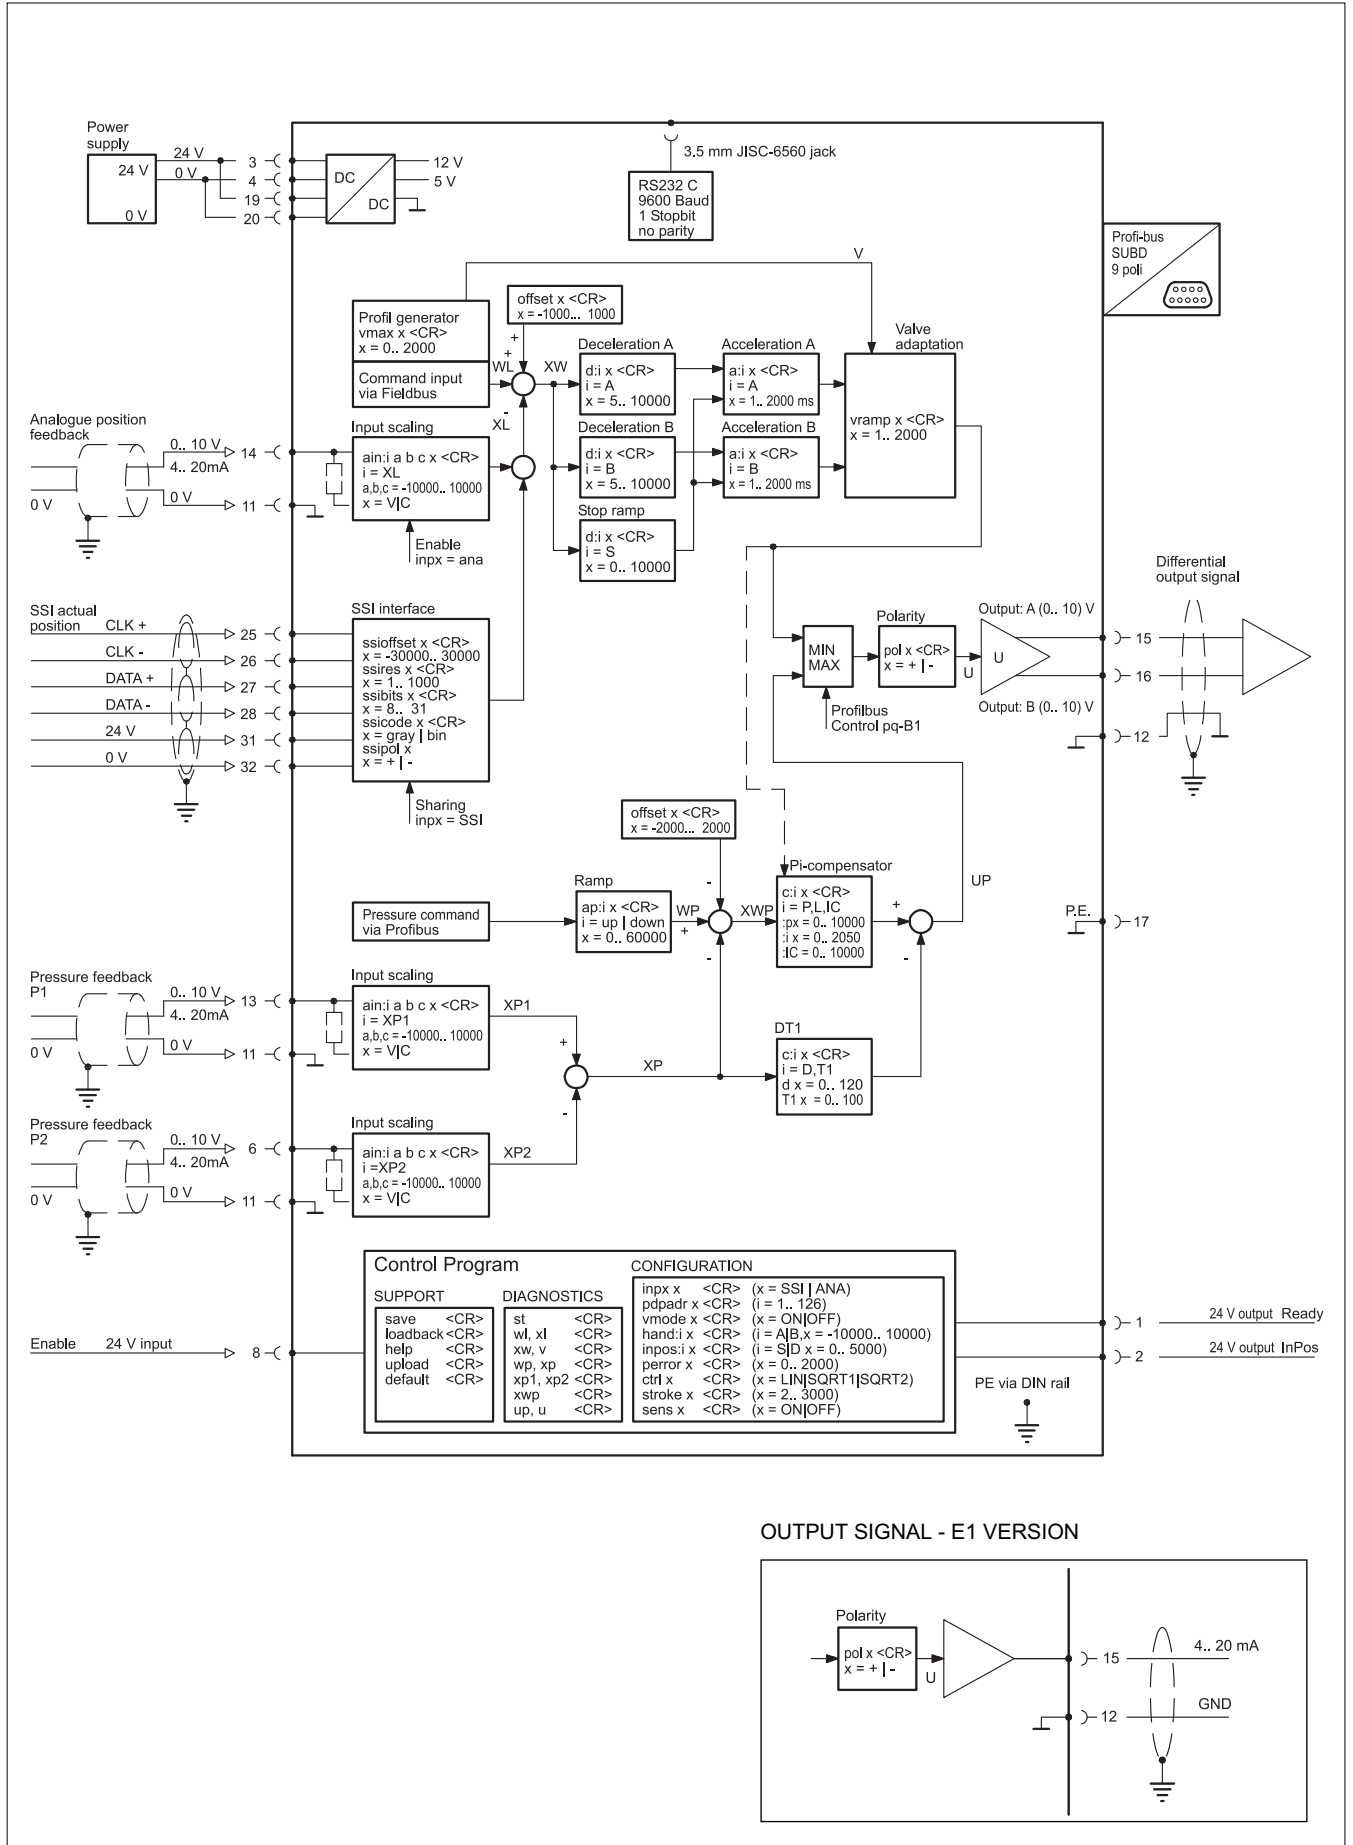 Power
supply
24 V
0 V
24 V
0 V
3
4
19
20
DC
DC
12 V
5 V
3.5 mm JISC-6560 jack
RS232 C
9600 Baud
1 Stopbit
no parity
Profi-bus
SUBD
9 poli
V
Profil generator
vmax x <CR>
x = 0.. 2000
Command input
via Fieldbus
offset x <CR>
x = -1000... 1000
+
+
WL
XW
-
XL
Deceleration A
d:i x <CR>
i = A
x = 5.. 10000
Acceleration A
a:i x <CR>
i = A
x = 1.. 2000 ms
Valve
adaptation
vramp x <CR>
x = 1.. 2000
Deceleration B
d:i x <CR>
i = B
x = 5.. 10000
Acceleration B
a:i x <CR>
i = B
x = 1.. 2000 ms
Stop ramp
d:i x <CR>
i = S
x = 0.. 10000
Analogue position
feedback
0.. 10 V
4.. 20mA
0 V
0 V
14
11
Input scaling
ain:i a b c x <CR>
i = XL
a,b,c = -10000.. 10000
x = V|C
Enable
inpx = ana
SSI actual
position
CLK +
CLK -
DATA +
DATA -
24 V
0 V
25
26
27
28
31
32
SSI interface
ssioffset x <CR>
x = -30000.. 30000
ssires x <CR>
x = 1.. 1000
ssibits x <CR>
x = 8.. 31
ssicode x <CR>
x = gray | bin
ssipol x
x = + | -
Sharing
inpx = SSI
MIN
MAX
Profilbus
Control pq-B1
Polarity
pol x <CR>
x = + | -
U
U
Output: A (0.. 10) V
Output: B (0.. 10) V
Differential
output signal
15
16
12
offset x <CR>
x = -2000... 2000
Pressure command
via Profibus
Ramp
ap:i x <CR>
i = up | down
x = 0.. 60000
WP
+
-
-
XWP
Pi-compensator
c:i x <CR>
i = P,L,IC
:px = 0.. 10000
:i x = 0.. 2050
:IC = 0.. 10000
+
-
UP
P.E.
17
Pressure feedback
P1
0.. 10 V
4.. 20mA
0 V
0 V
13
11
Input scaling
ain:i a b c x <CR>
i = XP1
a,b,c = -10000.. 10000
x = V|C
XP1
+
XP
-
DT1
c:i x <CR>
i = D,T1
d x = 0.. 120
T1 x = 0.. 100
Pressure feedback
P2
0.. 10 V
4.. 20mA
0 V
0 V
6
11
Input scaling
ain:i a b c x <CR>
i =XP2
a,b,c = -10000.. 10000
x = V|C
XP2
Control Program
SUPPORT
save <CR>
loadback <CR>
help <CR>
upload <CR>
default <CR>
DIAGNOSTICS
st <CR>
wl, xl <CR>
xw, v <CR>
wp, xp <CR>
xp1, xp2 <CR>
xwp <CR>
up, u <CR>
CONFIGURATION
inpx x <CR> (x = SSI | ANA)
pdpadr x <CR> (i = 1.. 126)
vmode x <CR> (x = ON|OFF)
hand:i x <CR> (i = A|B,x = -10000.. 10000)
inpos:i x <CR> (i = S|D x = 0.. 5000)
perror x <CR> (x = 0.. 2000)
ctrl x <CR> (x = LIN|SQRT1|SQRT2)
stroke x <CR> (x = 2.. 3000)
sens x <CR> (x = ON|OFF)
Enable 24 V input
8
1
24 V output Ready
2
24 V output InPos
PE via DIN rail
OUTPUT SIGNAL - E1 VERSION
Polarity
pol x <CR>
x = + | -
U
15
4.. 20 mA
12
GND